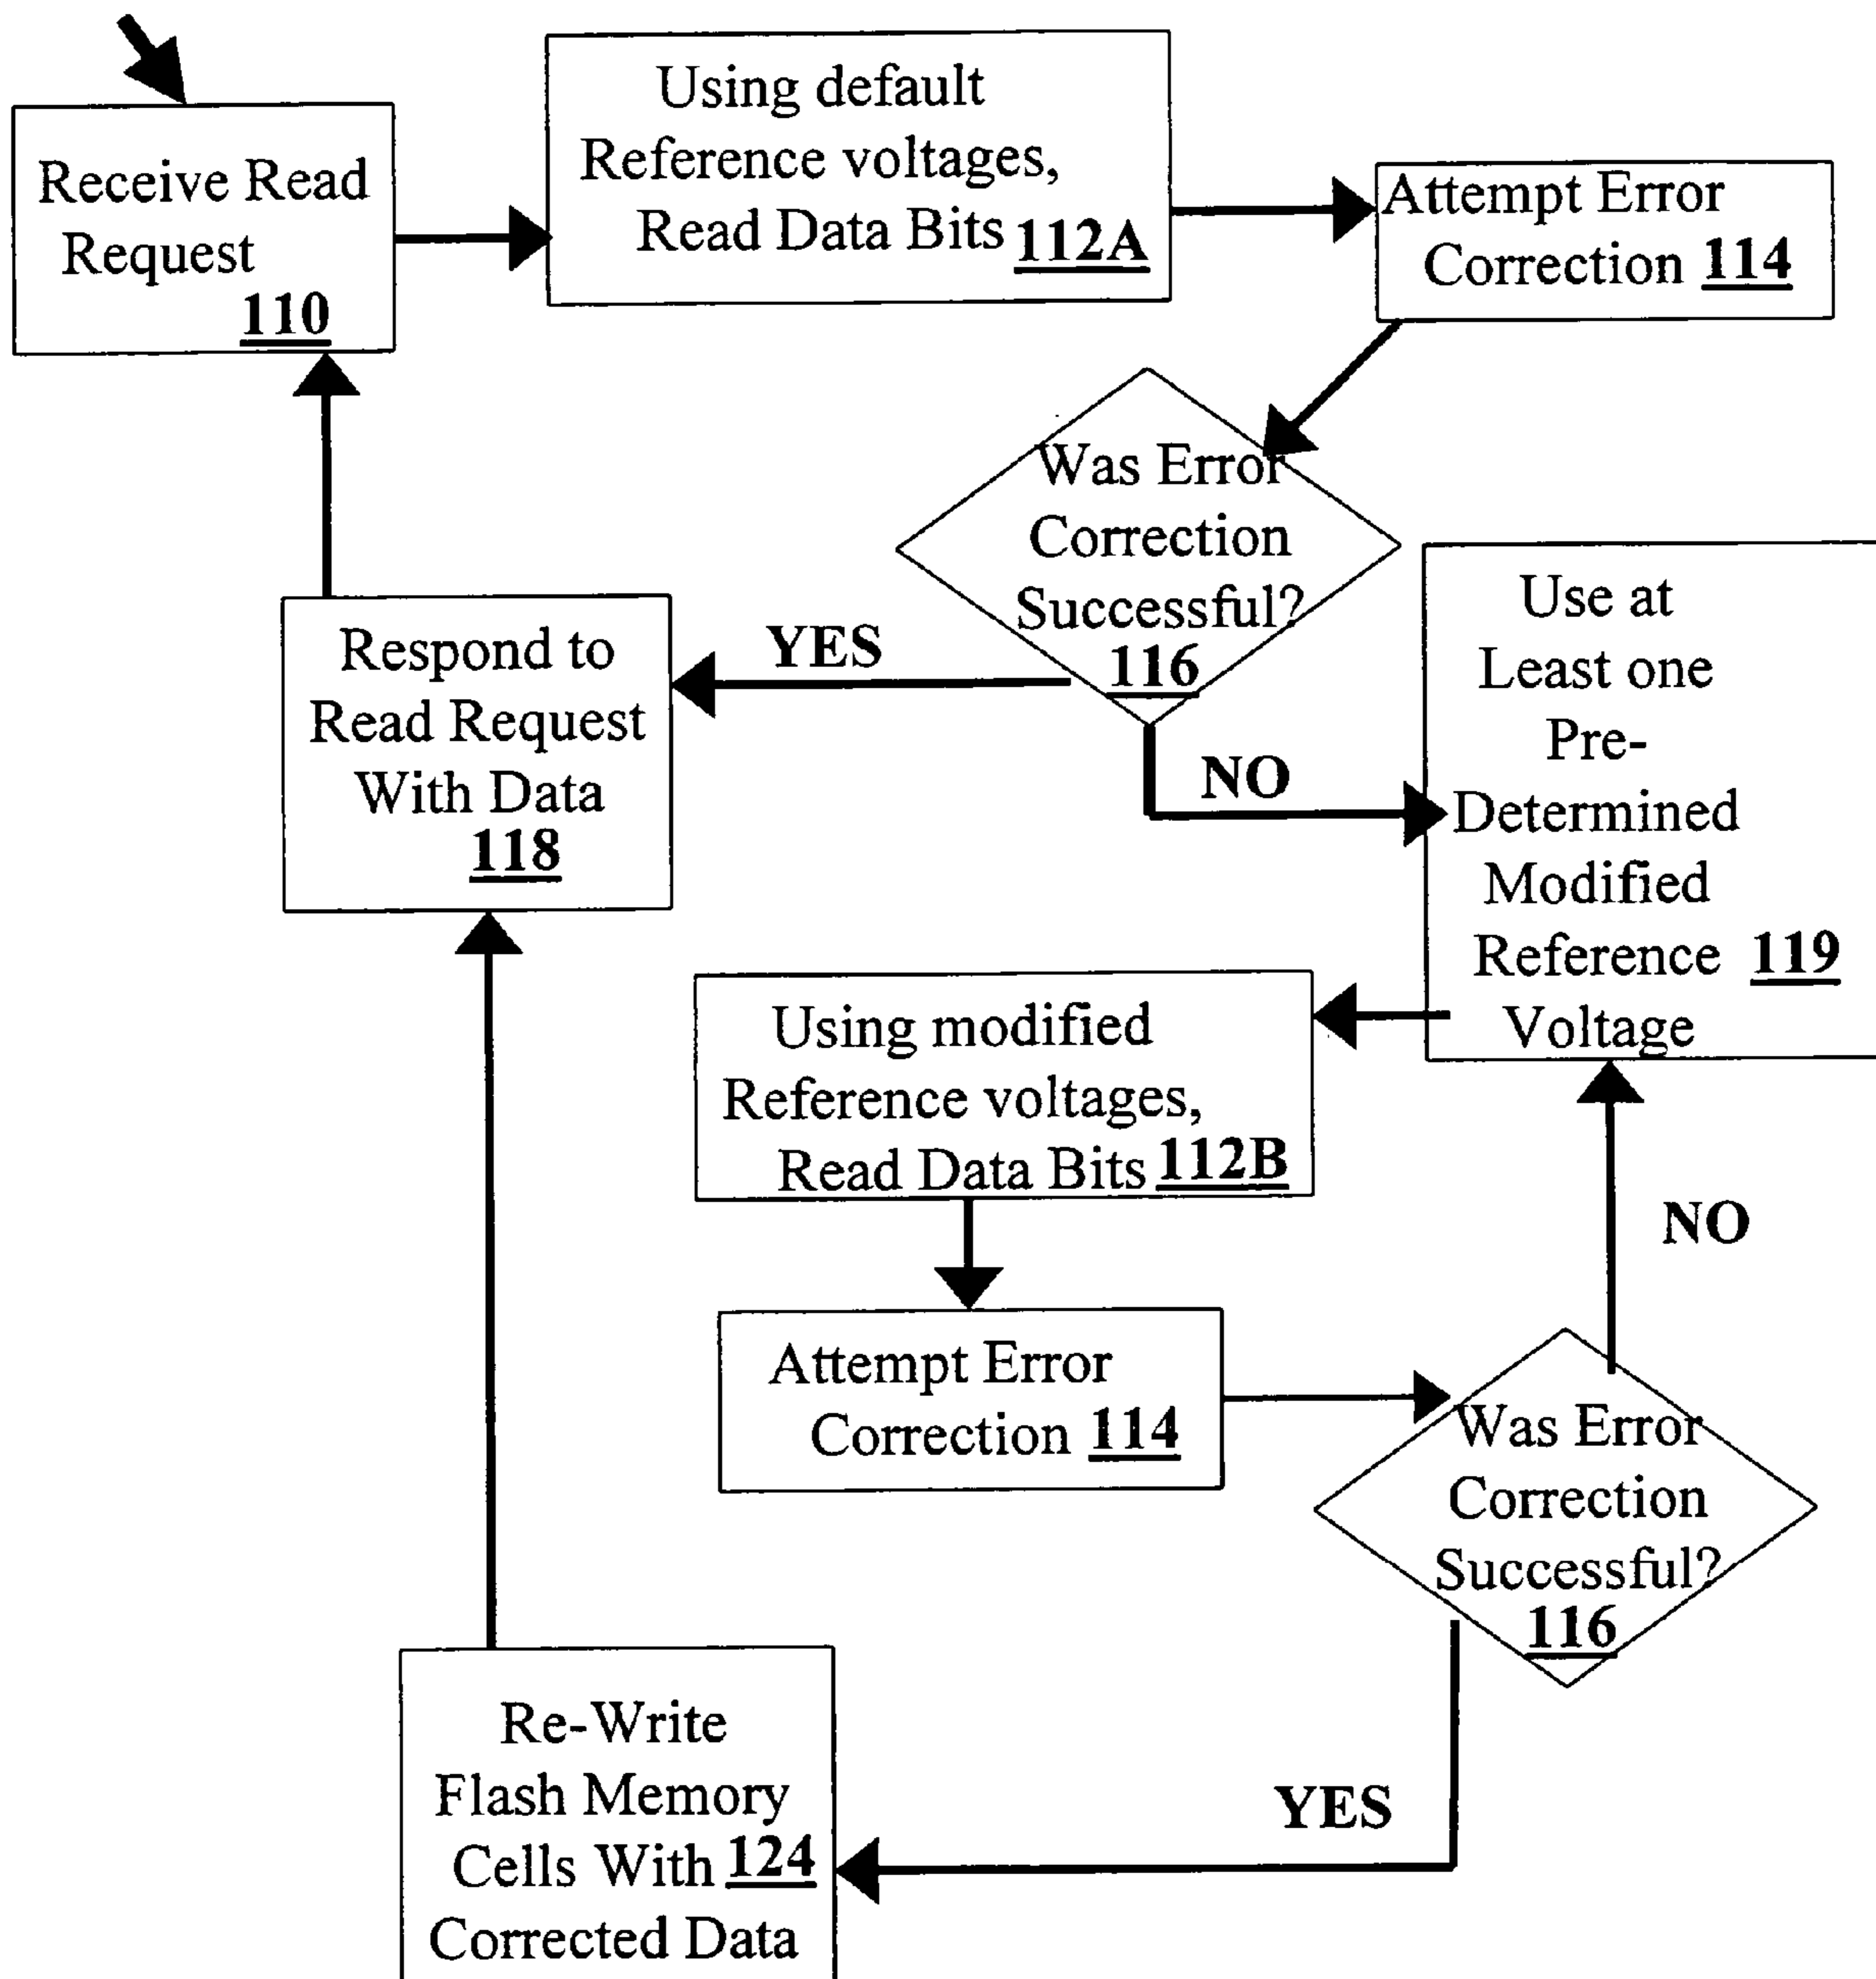 Receive Read
Request
110
Using default
Reference voltages,
Read Data Bits 112A
Attempt Error
Correction 114
Was Error
Correction
Successful?
116
YES
NO
Respond to
Read Request
With Data
118
Use at
Least one
Pre-
Determined
Modified
Reference 119
Voltage
Using modified
Reference voltages,
Read Data Bits 112B
Attempt Error
Correction 114
NO
Was Error
Correction
Successful?
116
YES
Re-Write
Flash Memory
Cells With 124
Corrected Data